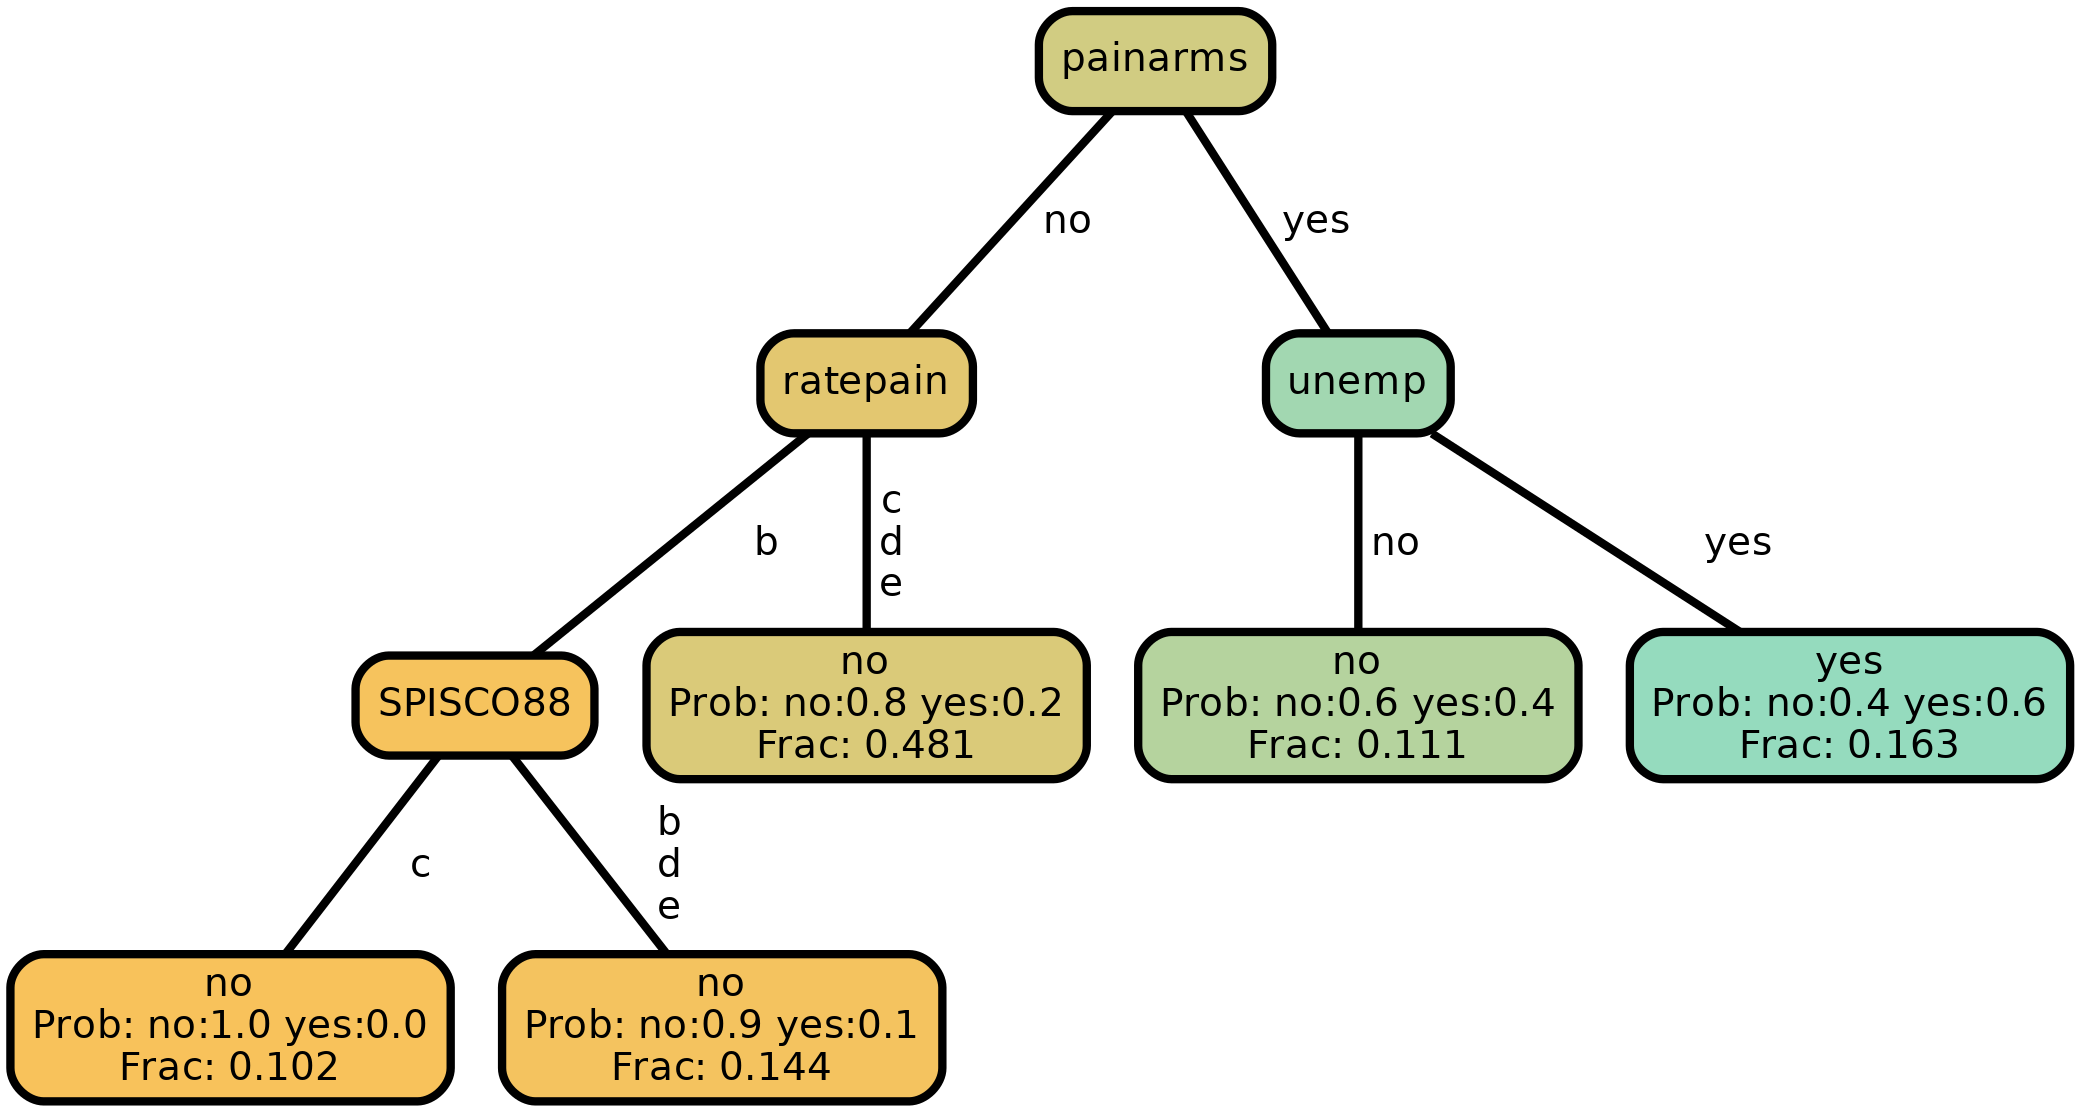 painarms
no
yes
ratepain
unemp
b
c
d
e
no
yes
SPISCO88
no
Prob: no:0.8 yes:0.2
Frac: 0.481
no
Prob: no:0.6 yes:0.4
Frac: 0.111
yes
Prob: no:0.4 yes:0.6
Frac: 0.163
c
b
d
e
no
Prob: no:1.0 yes:0.0
Frac: 0.102
no
Prob: no:0.9 yes:0.1
Frac: 0.144